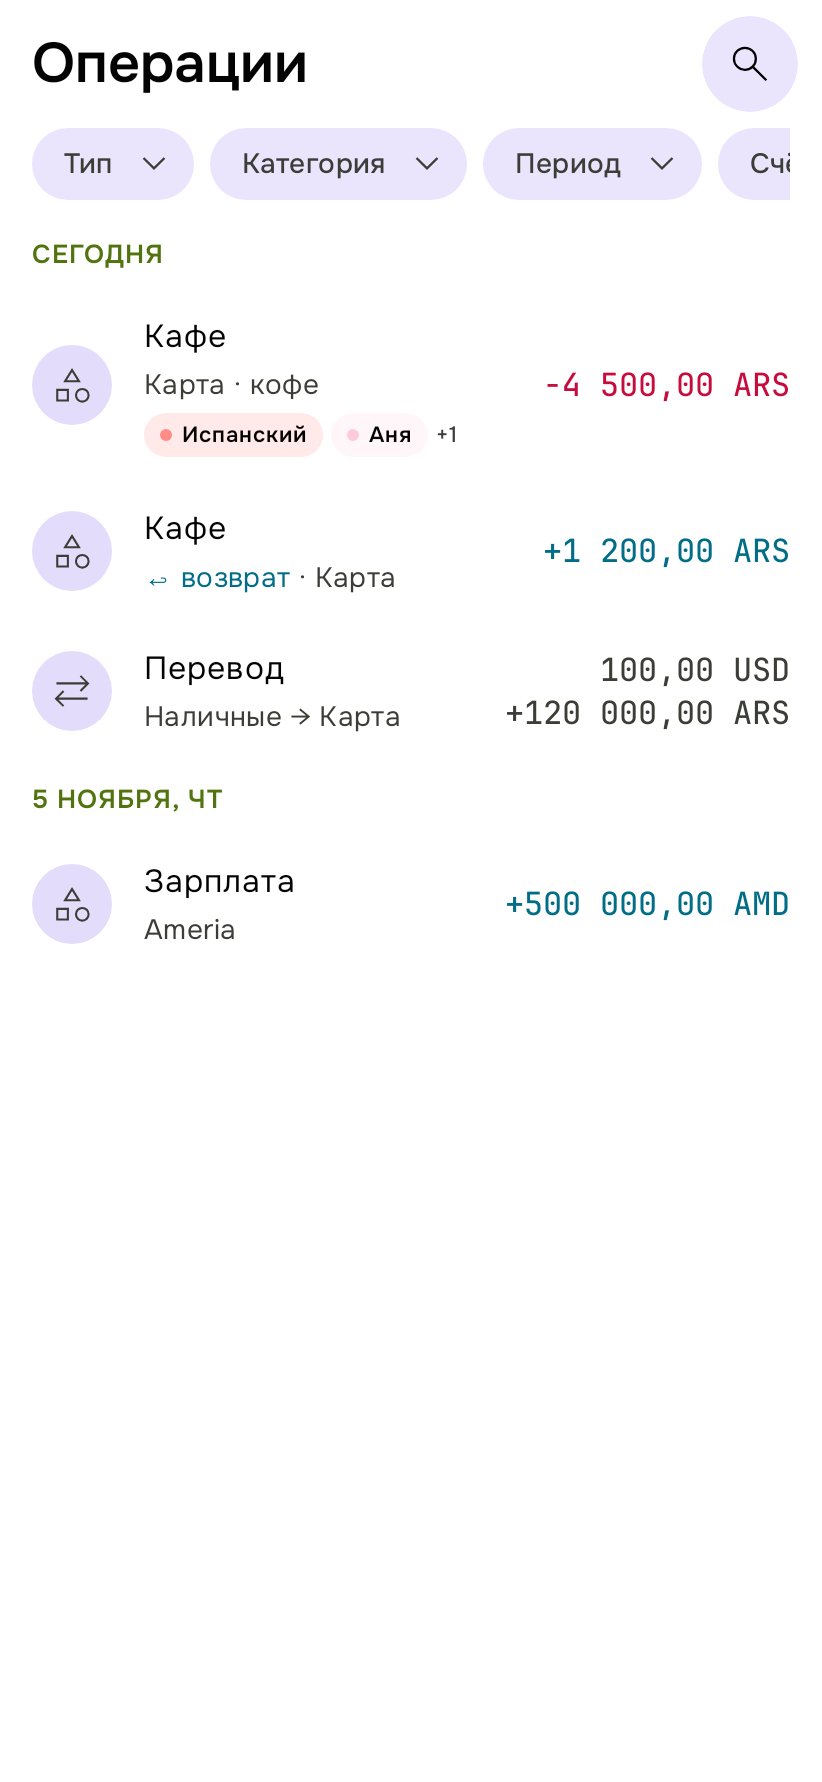 Операции
Тип
Категория
Период
Счё
СЕГОДНЯ
Кафе
Карта · кофе
-4 500,00 ARS
Испанский
Аня
+1
Кафе
↩ возврат · Карта
+1 200,00 ARS
Перевод
Наличные → Карта
100,00 USD
+120 000,00 ARS
5 НОЯБРЯ, ЧТ
Зарплата
Ameria
+500 000,00 AMD